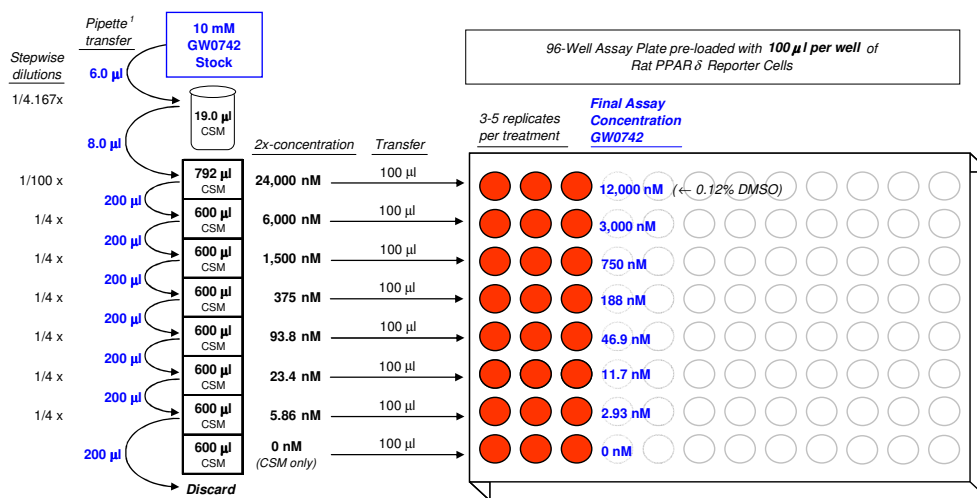 Pipette¹
transfer
10 mM
GW0742
Stock
96-Well Assay Plate pre-loaded with 100 µl per well of
Rat PPAR δ Reporter Cells
Stepwise
dilutions
6.0 µl
1/4.167x
19.0 µl
CSM
3-5 replicates
per treatment
Final Assay
Concentration
GW0742
8.0 µl
2x-concentration
Transfer
1/100 x
792 µl
CSM
24,000 nM
100 µl
12,000 nM (← 0.12% DMSO)
200 µl
1/4 x
600 µl
CSM
6,000 nM
100 µl
3,000 nM
200 µl
1/4 x
600 µl
CSM
1,500 nM
100 µl
750 nM
200 µl
1/4 x
600 µl
CSM
375 nM
100 µl
188 nM
200 µl
1/4 x
600 µl
CSM
93.8 nM
100 µl
46.9 nM
200 µl
1/4 x
600 µl
CSM
23.4 nM
100 µl
11.7 nM
200 µl
1/4 x
600 µl
CSM
5.86 nM
100 µl
2.93 nM
200 µl
600 µl
CSM
0 nM
(CSM only)
100 µl
0 nM
Discard